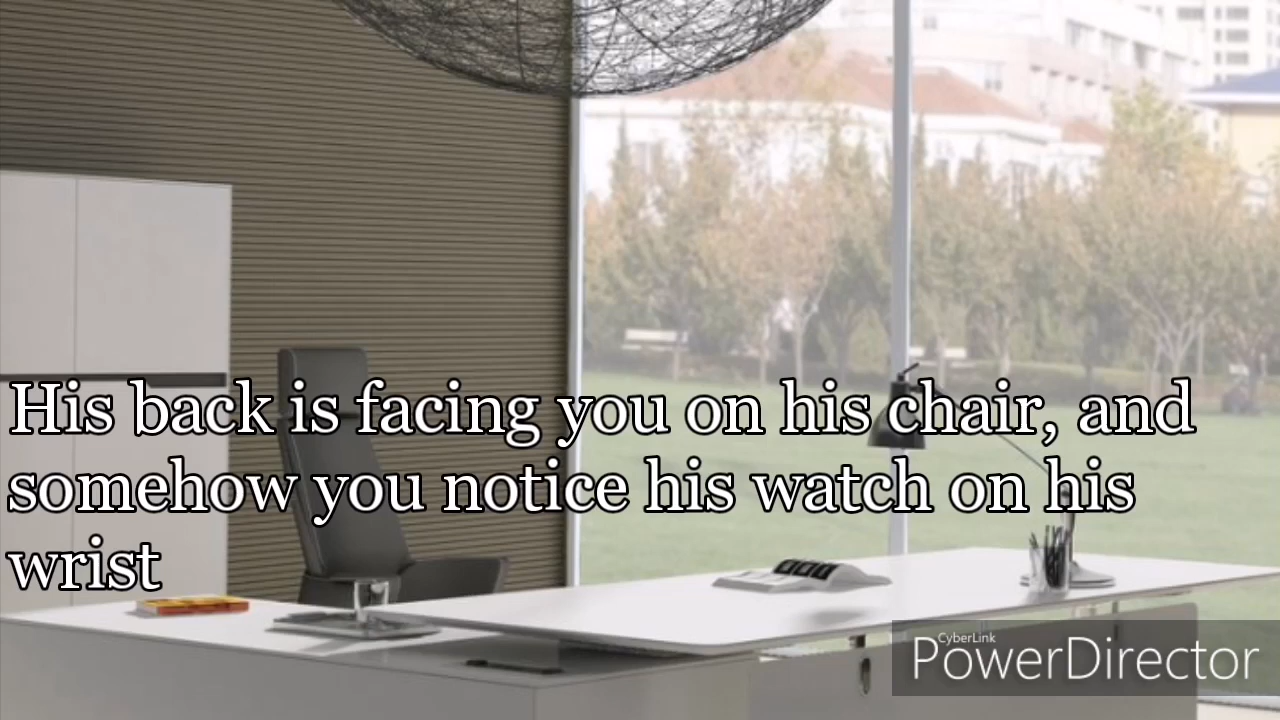 His back is facing you on his chair, and
somehow you notice his watch on his
wrist
CyberLink
PowerDirector